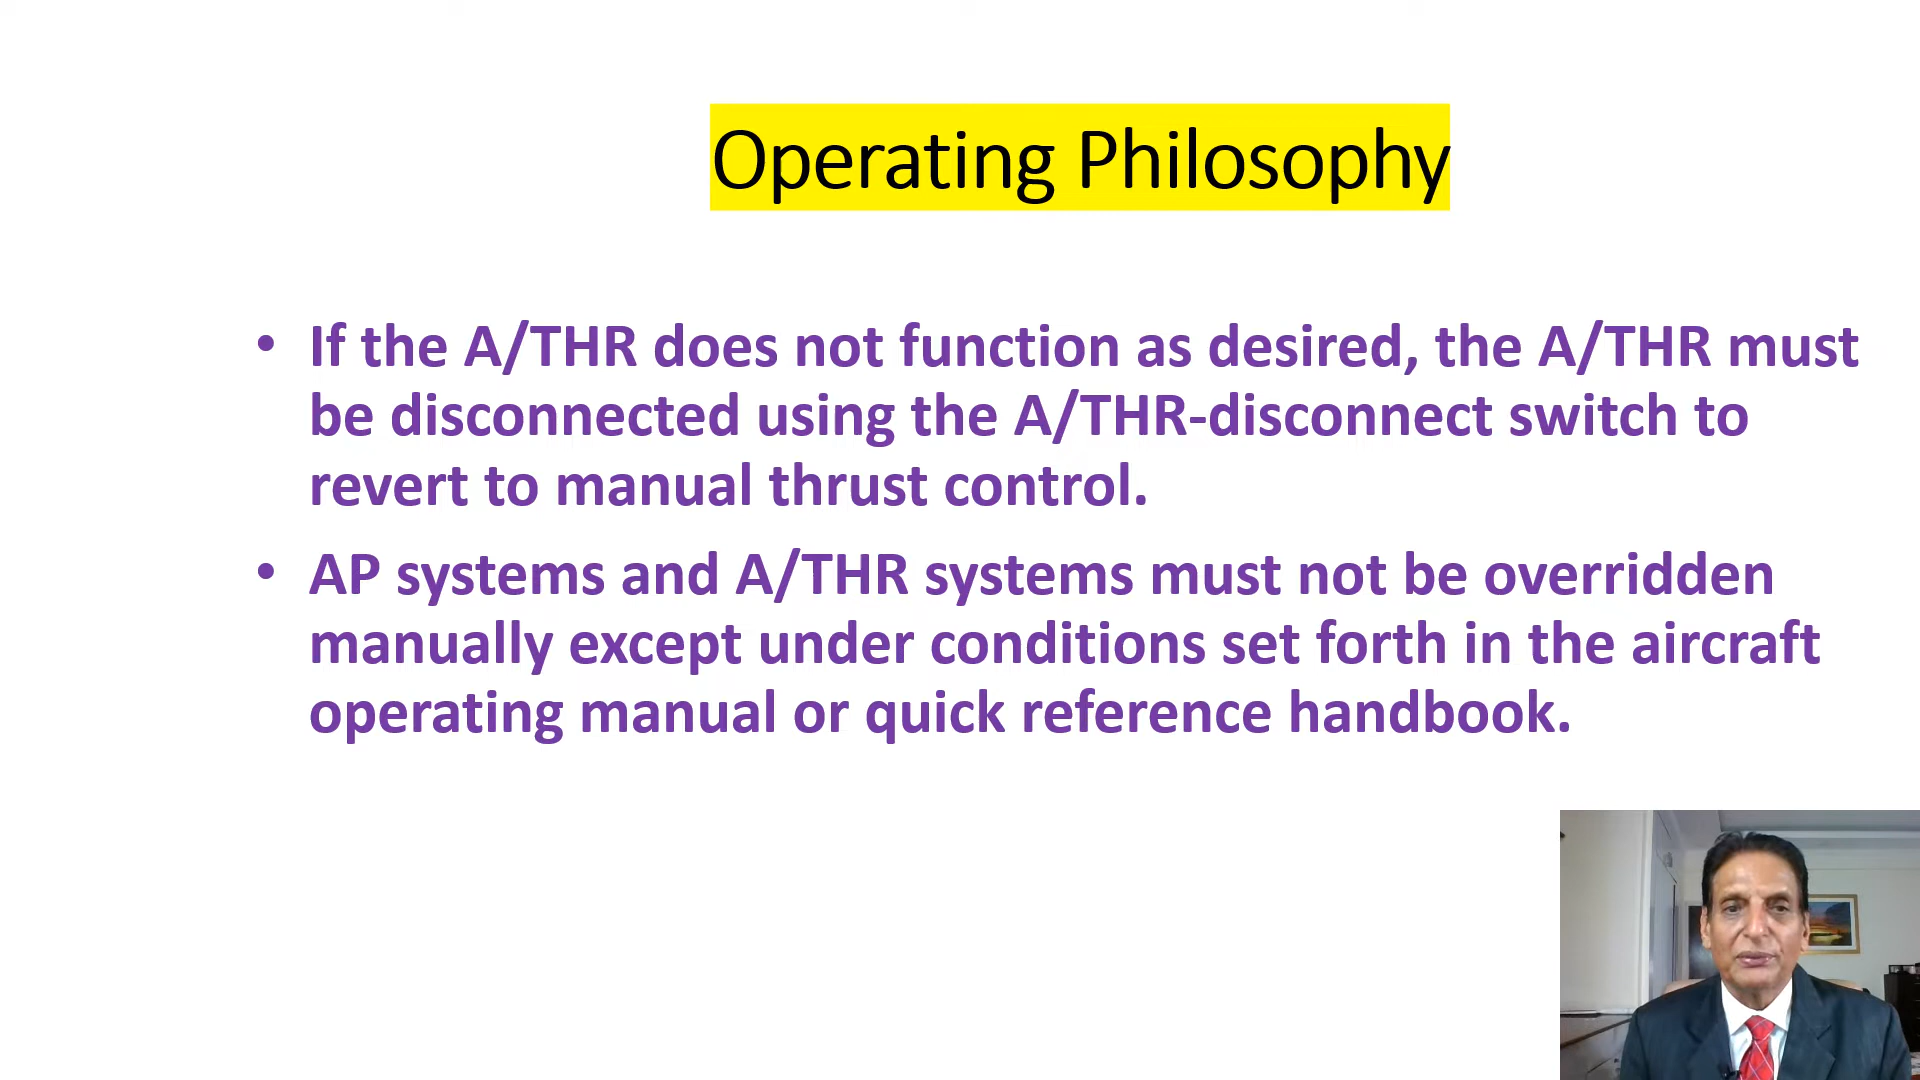 Operating Philosophy
• If the A/THR does not function as desired, the A/THR must
be disconnected using the A/THR-disconnect switch to
revert to manual thrust control.
• AP systems and A/THR systems must not be overridden
manually except under conditions set forth in the aircraft
operating manual or quick reference handbook.